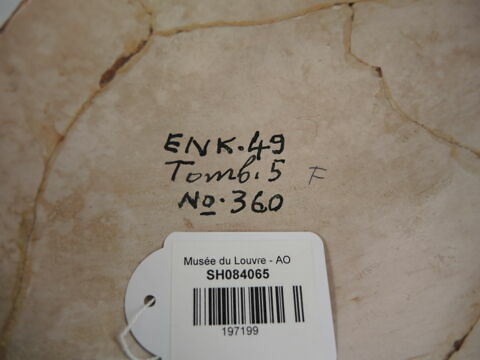 ENK.49
Tomb.5 F
No.360
Musée du Louvre - AO
SH084065
197199